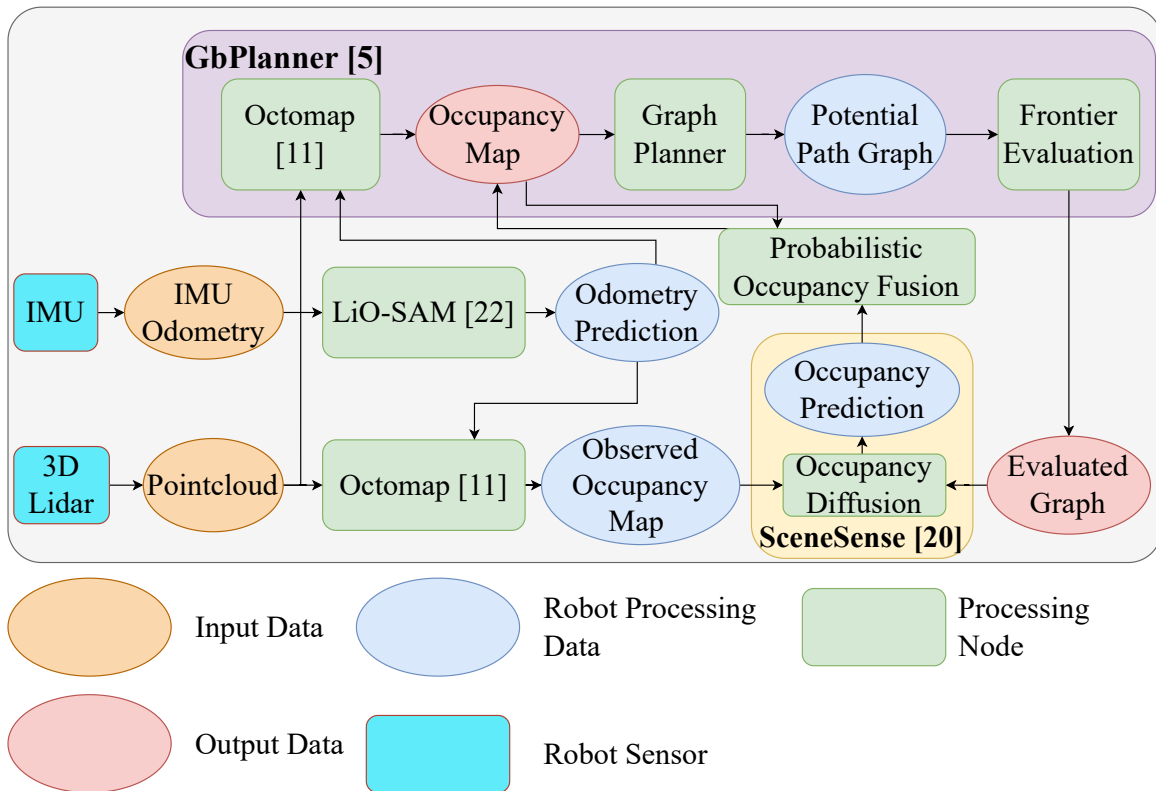 GbPlanner [5]
Octomap
[11]
Occupancy
Map
Graph
Planner
Potential
Path Graph
Frontier
Evaluation
IMU
IMU
Odometry
LiO-SAM [22]
Odometry
Prediction
Probabilistic
Occupancy Fusion
3D
Lidar
Pointcloud
Octomap [11]
Observed
Occupancy
Map
Occupancy
Prediction
Occupancy
Diffusion
SceneSense [20]
Evaluated
Graph
Input Data
Robot Processing
Data
Processing
Node
Output Data
Robot Sensor